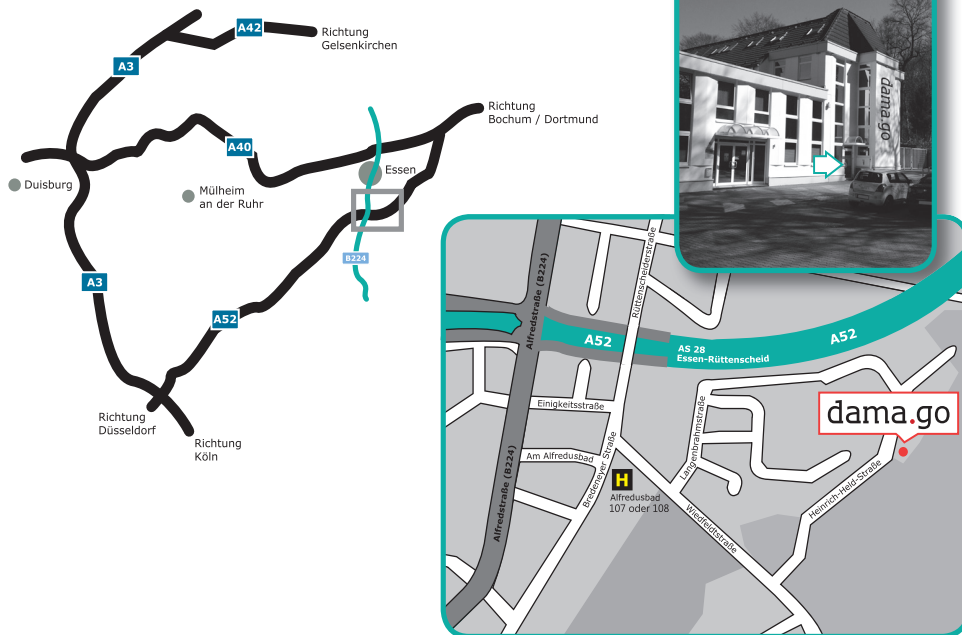 A42
Richtung
Gelsenkirchen
A3
Richtung
Bochum / Dortmund
A40
Essen
Duisburg
Mülheim
an der Ruhr
B224
A3
A52
Richtung
Düsseldorf
Richtung
Köln
dama.go
Alfredstraße (B224)
Rüttenscheiderstraße
A52
AS 28
Essen-Rüttenscheid
A52
Einigkeitsstraße
Am Alfredusbad
Alfredstraße (B224)
Bredeneyer Straße
H
Alfredusbad
107 oder 108
Langenbrahmstraße
Wiedfeldtstraße
Heinrich-Held-Straße
dama.go